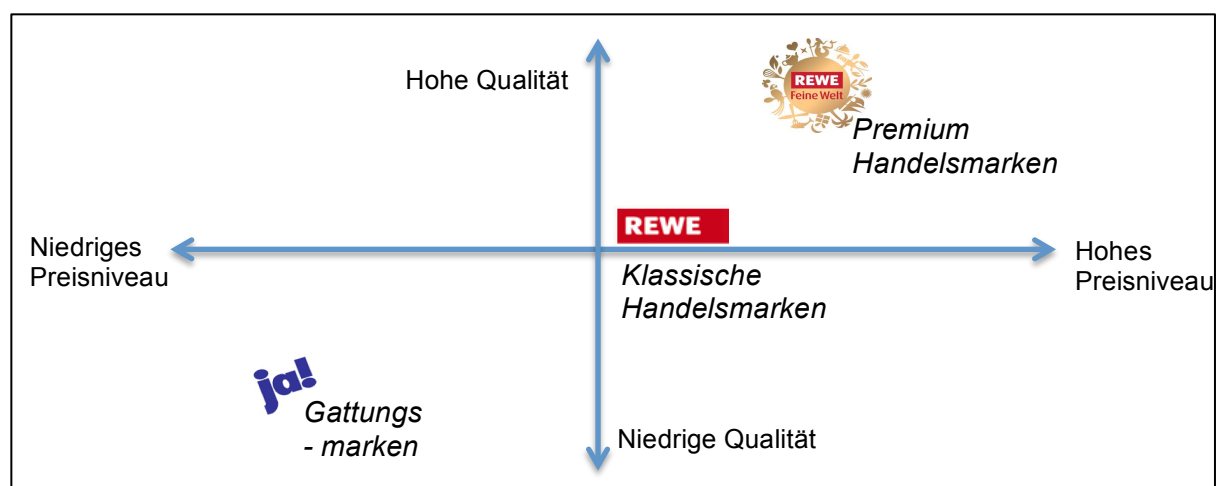 Hohe Qualität
REWE
Feine Welt
Premium
Handelsmarken
REWE
Niedriges
Preisniveau
Hohes
Preisniveau
Klassische
Handelsmarken
ja!
Gattungs
- marken
Niedrige Qualität